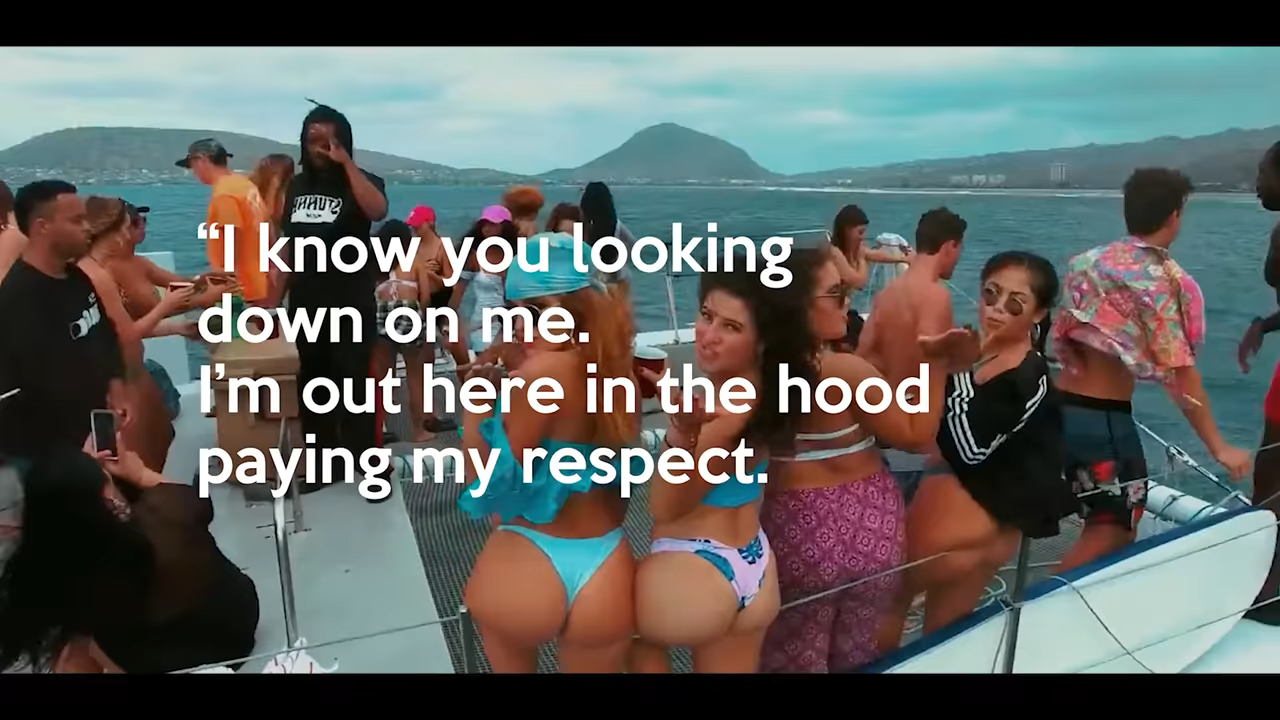 “I know you looking
down on me.
I’m out here in the hood
paying my respect.